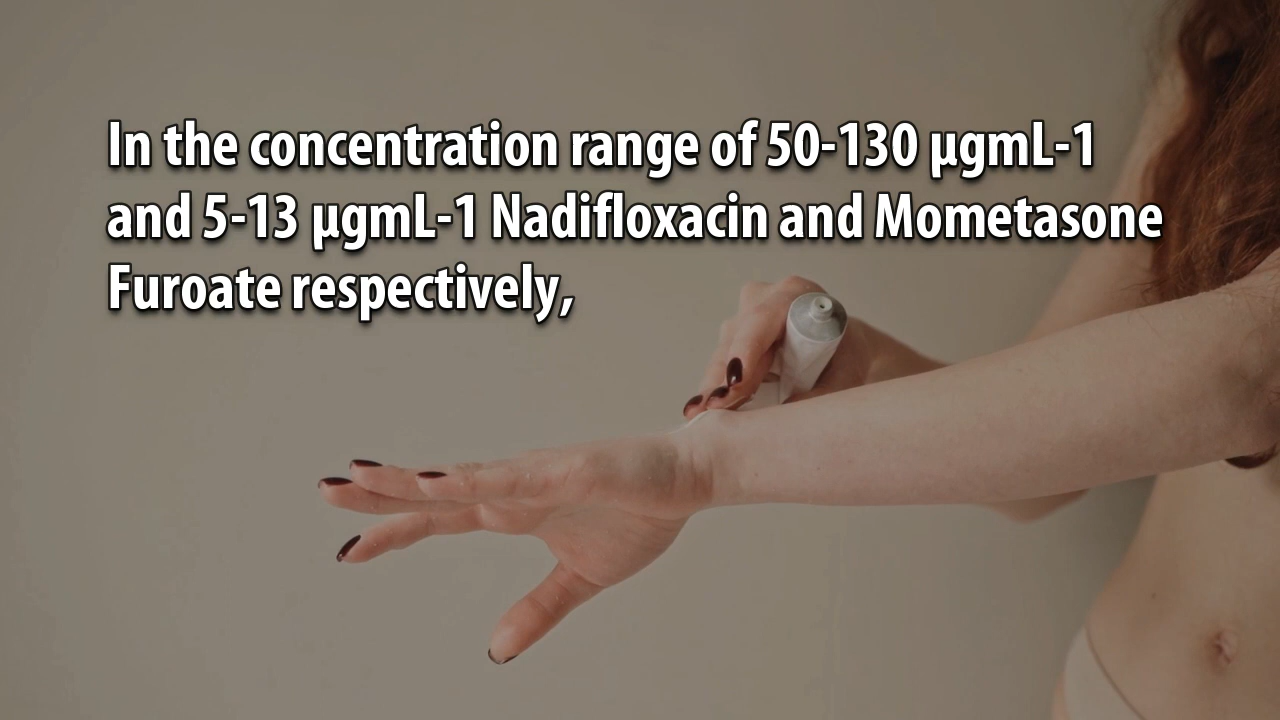 In the concentration range of 50-130 µgmL-1
and 5-13 µgmL-1 Nadifloxacin and Mometasone
Furoate respectively,